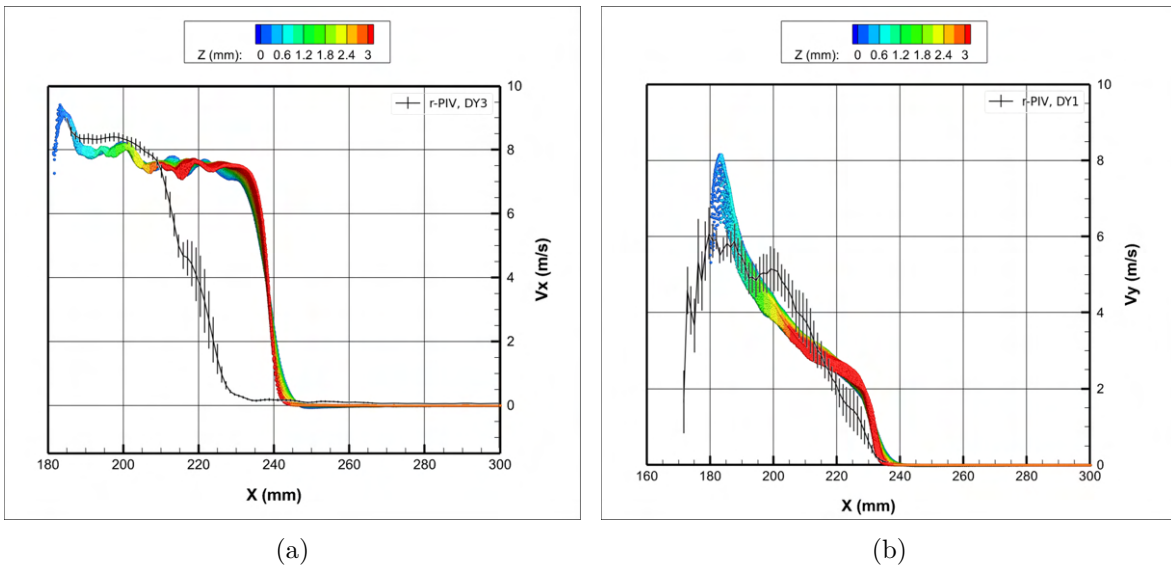 Z (mm): 0 0.6 1.2 1.8 2.4 3
r-PIV, DY3
10
8
6
4
2
0
Vx (m/s)
180 200 220 240 260 280 300
X (mm)
(a)
Z (mm): 0 0.6 1.2 1.8 2.4 3
r-PIV, DY1
10
8
6
4
2
0
Vy (m/s)
160 180 200 220 240 260 280 300
X (mm)
(b)